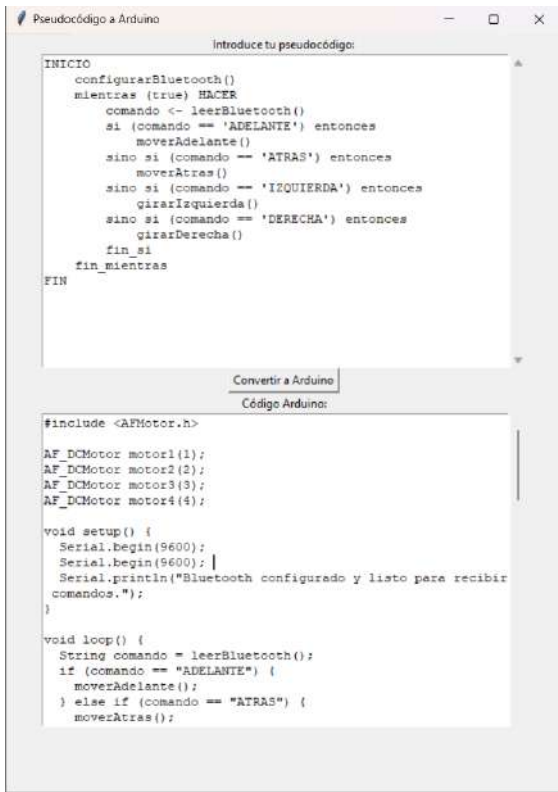 Pseudocódigo a Arduino
Introduce tu pseudocódigo:
INICIO
    configurarBluetooth()
    mientras (true) HACER
        comando <- leerBluetooth()
        si (comando == 'ADELANTE') entonces
            moverAdelante()
        sino si (comando == 'ATRAS') entonces
            moverAtras()
        sino si (comando == 'IZQUIERDA') entonces
            girarIzquierda()
        sino si (comando == 'DERECHA') entonces
            girarDerecha()
        fin_si
    fin_mientras
FIN
Convertir a Arduino
Código Arduino:
#include <AFMotor.h>
AF_DCMotor motor1(1);
AF_DCMotor motor2(2);
AF_DCMotor motor3(3);
AF_DCMotor motor4(4);
void setup() {
  Serial.begin(9600);
  Serial.begin(9600);
  Serial.println("Bluetooth configurado y listo para recibir
 comandos.");
}
void loop() {
  String comando = leerBluetooth();
  if (comando == "ADELANTE") {
    moverAdelante();
  } else if (comando == "ATRAS") {
    moverAtras();